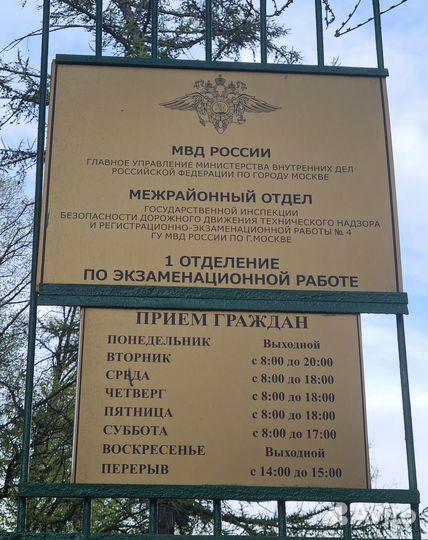 МВД РОССИИ
ГЛАВНОЕ УПРАВЛЕНИЕ МИНИСТЕРСТВА ВНУТРЕННИХ ДЕЛ
РОССИЙСКОЙ ФЕДЕРАЦИИ ПО ГОРОДУ МОСКВЕ
МЕЖРАЙОННЫЙ ОТДЕЛ
ГОСУДАРСТВЕННОЙ ИНСПЕКЦИИ
БЕЗОПАСНОСТИ ДОРОЖНОГО ДВИЖЕНИЯ ТЕХНИЧЕСКОГО НАДЗОРА
И РЕГИСТРАЦИОННО-ЭКЗАМЕНАЦИОННОЙ РАБОТЫ № 4
ГУ МВД РОССИИ ПО Г.МОСКВЕ
1 ОТДЕЛЕНИЕ
ПО ЭКЗАМЕНАЦИОННОЙ РАБОТЕ
ПРИЕМ ГРАЖДАН
ПОНЕДЕЛЬНИК Выходной
ВТОРНИК с 8:00 до 20:00
СРЕДА с 8:00 до 18:00
ЧЕТВЕРГ с 8:00 до 18:00
ПЯТНИЦА с 8:00 до 18:00
СУББОТА с 8:00 до 17:00
ВОСКРЕСЕНЬЕ Выходной
ПЕРЕРЫВ с 14:00 до 15:00
Avito